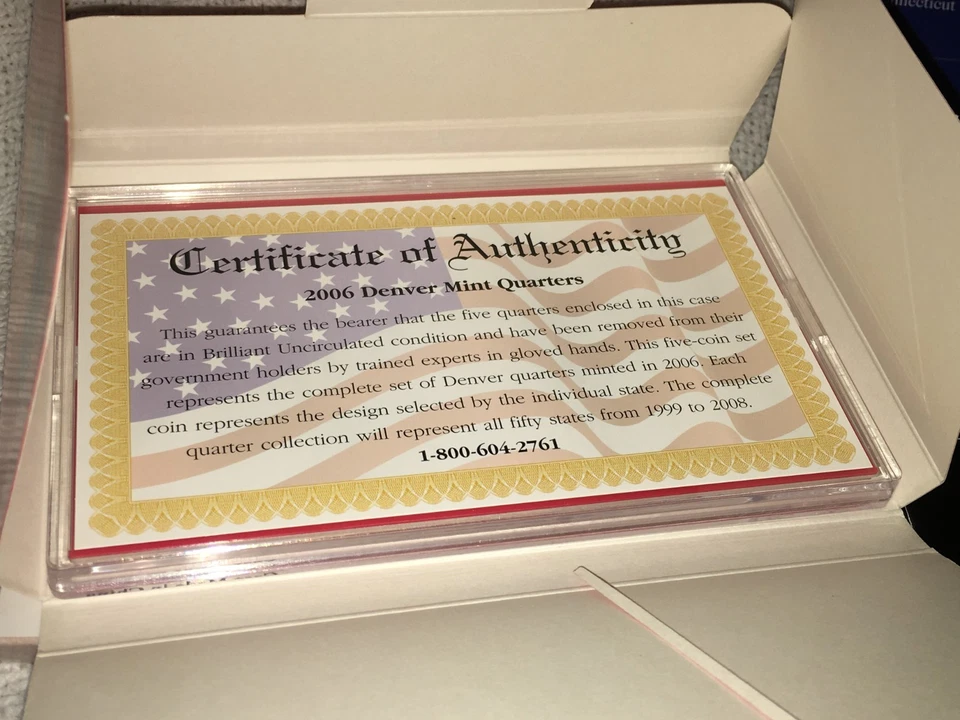 necticut
Certificate of Authenticity
2006 Denver Mint Quarters
This guarantees the bearer that the five quarters enclosed in this case
are in Brilliant Uncirculated condition and have been removed from their
government holders by trained experts in gloved hands. This five-coin set
represents the complete set of Denver quarters minted in 2006. Each
coin represents the design selected by the individual state. The complete
quarter collection will represent all fifty states from 1999 to 2008.
1-800-604-2761